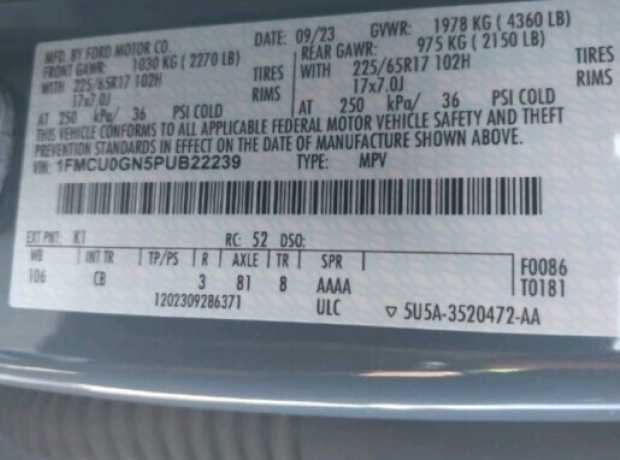 MFD. BY FORD MOTOR CO. DATE: 09/23 GVWR: 1978 KG ( 4360 LB)
FRONT GAWR: 1030 KG ( 2270 LB) REAR GAWR: 975 KG ( 2150 LB)
WITH 225/65R17 102H TIRES WITH 225/65R17 102H TIRES
17x7.0J RIMS 17x7.0J RIMS
AT 250 kPa/ 36 PSI COLD AT 250 kPa/ 36 PSI COLD
THIS VEHICLE CONFORMS TO ALL APPLICABLE FEDERAL MOTOR VEHICLE SAFETY AND THEFT
PREVENTION STANDARDS IN EFFECT ON THE DATE OF MANUFACTURE SHOWN ABOVE.
VIN: 1FMCU0GN5PUB22239 TYPE: MPV
EXT PNT: K1 RC: 52 DSO:
WB INT TR TP/PS R AXLE TR SPR F0086
106 CB 3 81 8 AAAA T0181
1202309286371 ULC ▽ 5U5A-3520472-AA